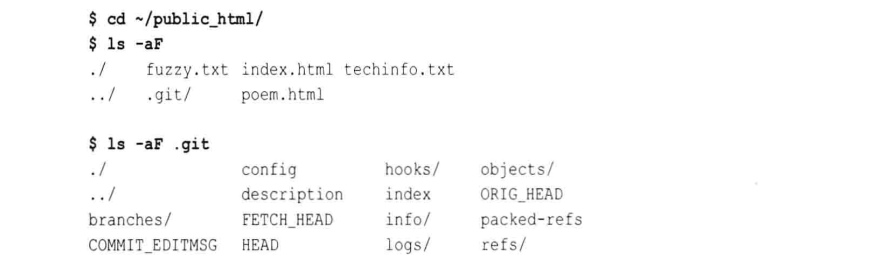 $ cd ~/public_html/
$ ls -aF
./ fuzzy.txt index.html techinfo.txt
../ .git/ poem.html
$ ls -aF .git
./ config hooks/ objects/
../ description index ORIG_HEAD
branches/ FETCH_HEAD info/ packed-refs
COMMIT_EDITMSG HEAD logs/ refs/